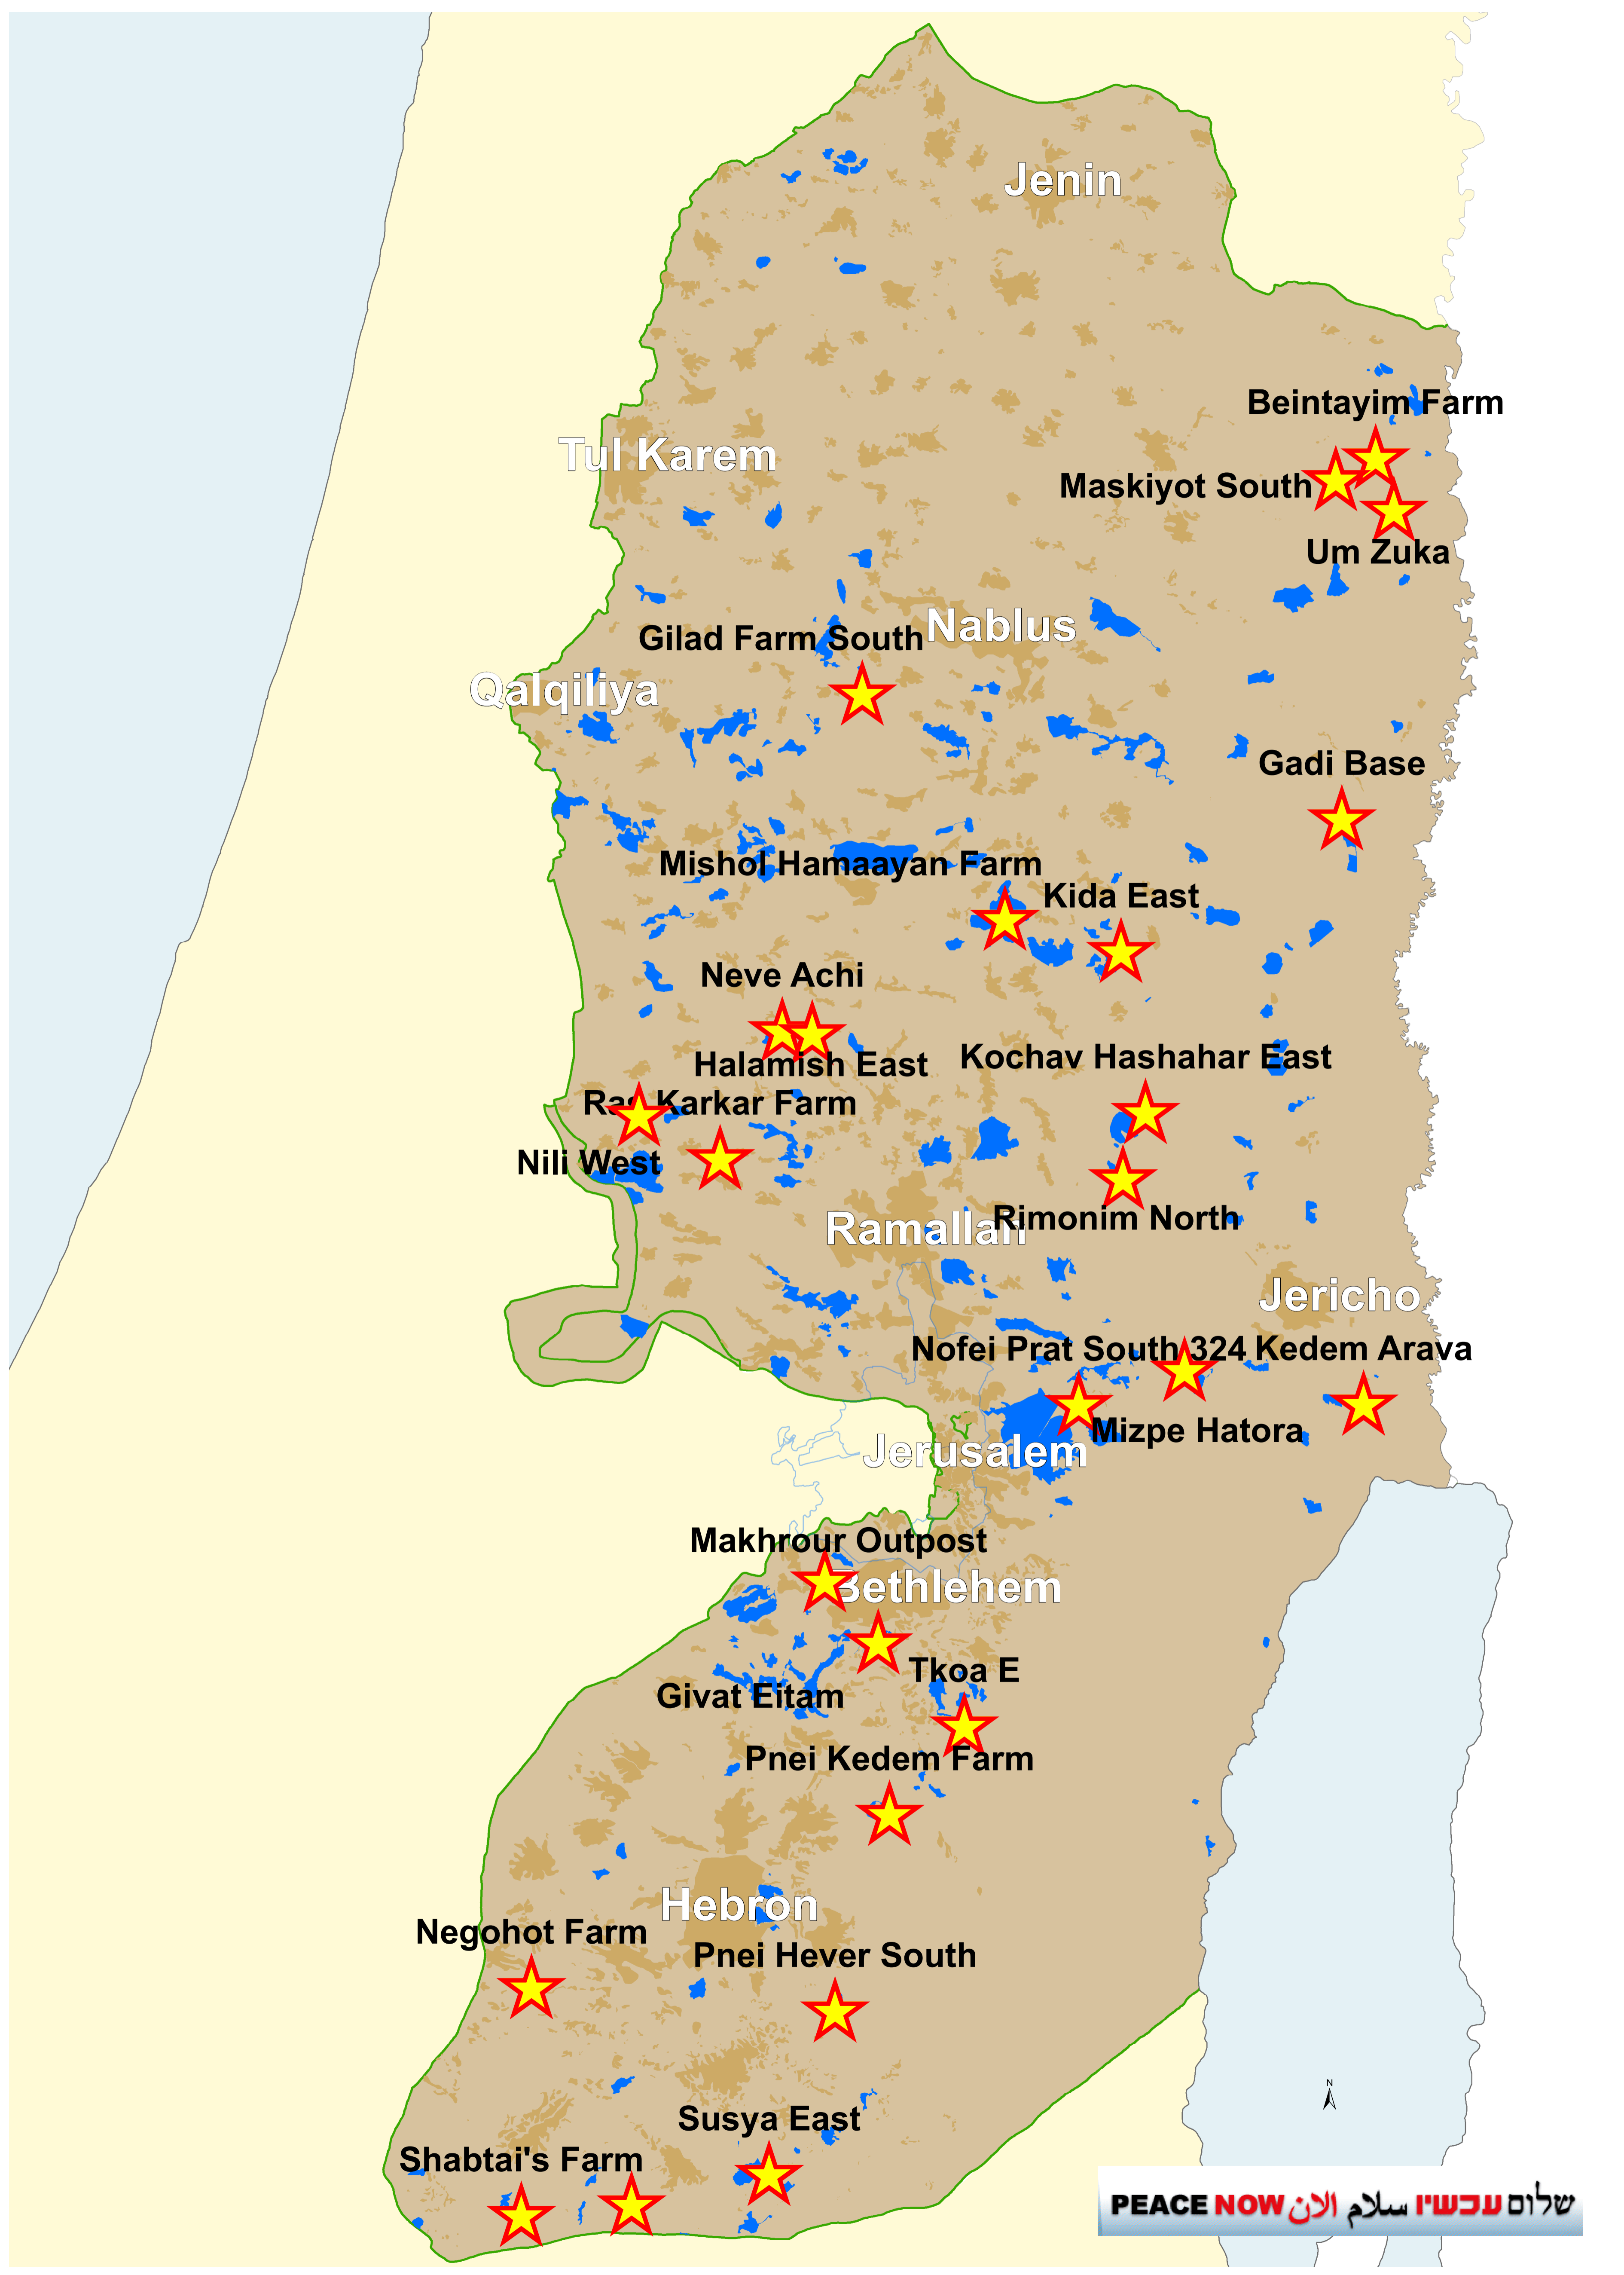 Jenin
Beintayim Farm
Tul Karem
Maskiyot South
Um Zuka
Nablus
Gilad Farm South
Qalqiliya
Gadi Base
Mishol Hamaayan Farm
Kida East
Neve Achi
Kochav Hashahar East
Halamish East
Ras Karkar Farm
Nili West
Rimonim North
Ramallah
Jericho
Nofei Prat South 324
Kedem Arava
Mizpe Hatora
Jerusalem
Makhrour Outpost
Bethlehem
Tkoa E
Givat Eitam
Pnei Kedem Farm
Hebron
Negohot Farm
Pnei Hever South
N
Susya East
Shabtai's Farm
PEACE NOW الآن سلام שלום עכשיו